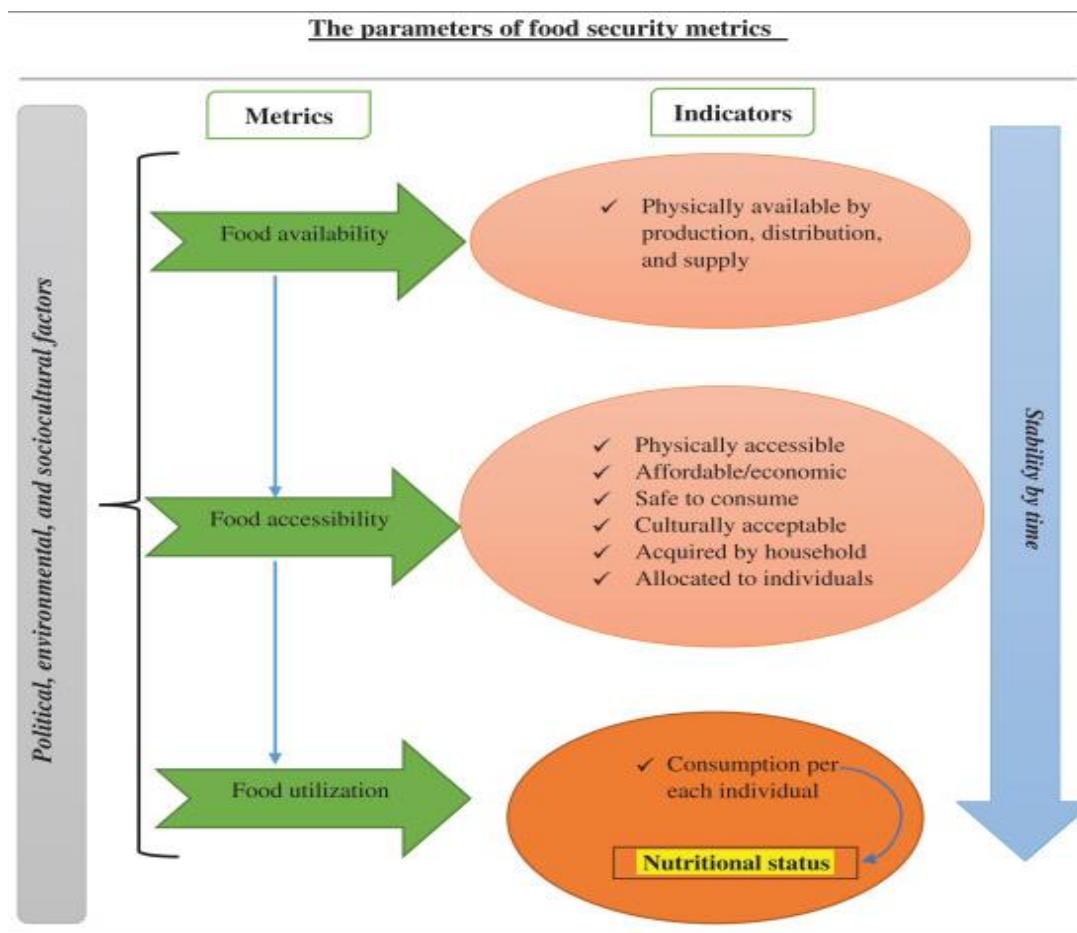 The parameters of food security metrics
Metrics
Indicators
Political, environmental, and sociocultural factors
Food availability
✓ Physically available by
production, distribution,
and supply
Food accessibility
✓ Physically accessible
✓ Affordable/economic
✓ Safe to consume
✓ Culturally acceptable
✓ Acquired by household
✓ Allocated to individuals
Food utilization
✓ Consumption per
each individual
Nutritional status
Stability by time